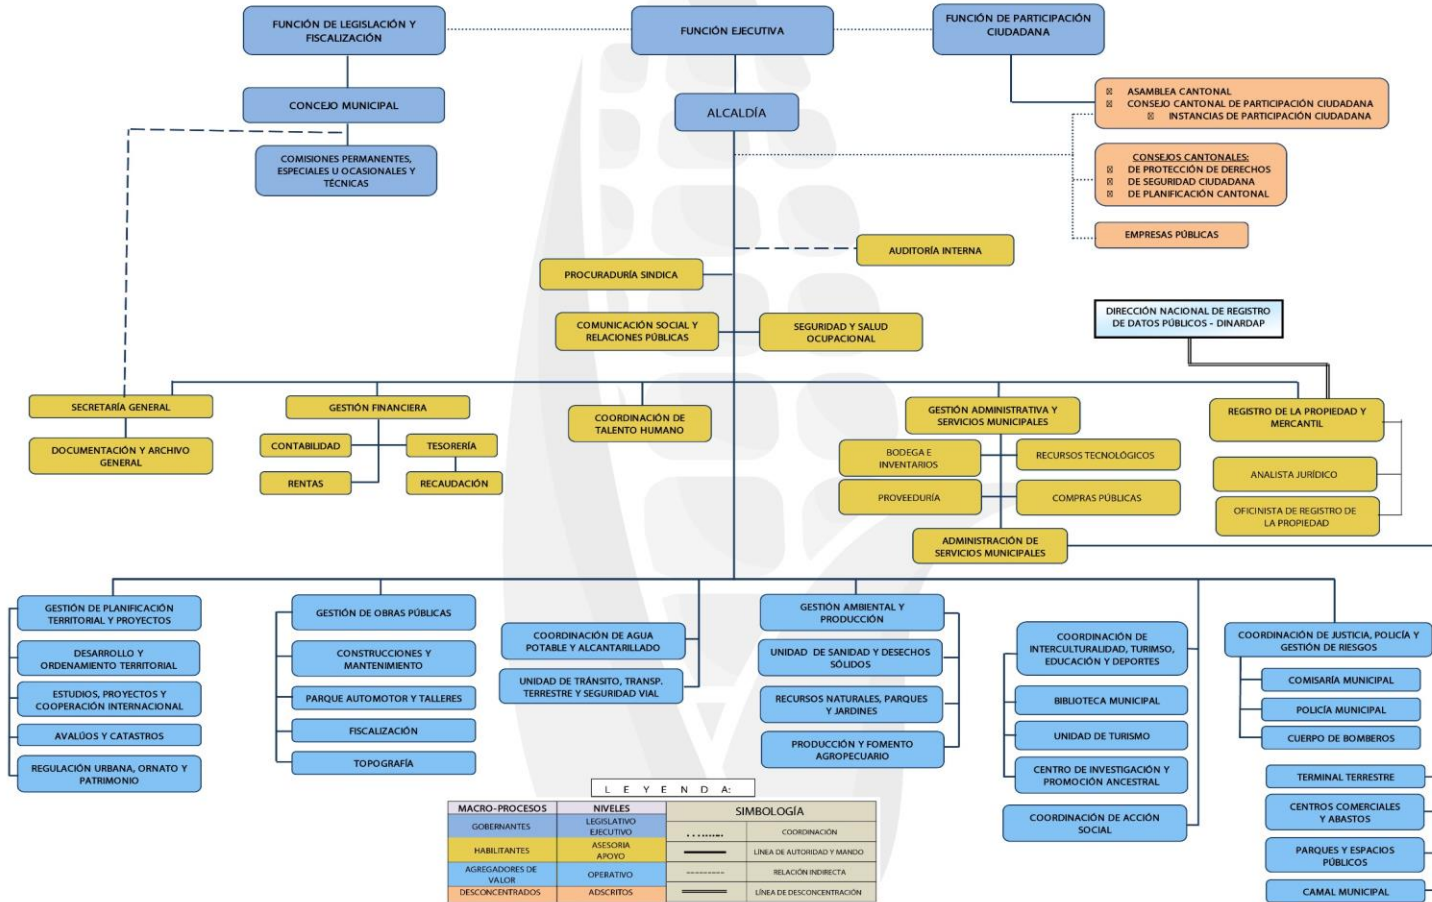 FUNCIÓN DE LEGISLACIÓN Y
FISCALIZACIÓN
FUNCIÓN EJECUTIVA
FUNCIÓN DE PARTICIPACIÓN
CIUDADANA
CONCEJO MUNICIPAL
ALCALDÍA
ASAMBLEA CANTONAL
CONSEJO CANTONAL DE PARTICIPACIÓN CIUDADANA
INSTANCIAS DE PARTICIPACIÓN CIUDADANA
COMISIONES PERMANENTES,
ESPECIALES U OCASIONALES Y
TÉCNICAS
CONSEJOS CANTONALES:
DE PROTECCIÓN DE DERECHOS
DE SEGURIDAD CIUDADANA
DE PLANIFICACIÓN CANTONAL
EMPRESAS PÚBLICAS
AUDITORÍA INTERNA
PROCURADURÍA SINDICA
COMUNICACIÓN SOCIAL Y
RELACIONES PÚBLICAS
SEGURIDAD Y SALUD
OCUPACIONAL
DIRECCIÓN NACIONAL DE REGISTRO
DE DATOS PÚBLICOS - DINARDAP
SECRETARÍA GENERAL
DOCUMENTACIÓN Y ARCHIVO
GENERAL
GESTIÓN FINANCIERA
CONTABILIDAD
TESORERÍA
RENTAS
RECAUDACIÓN
COORDINACIÓN DE
TALENTO HUMANO
GESTIÓN ADMINISTRATIVA Y
SERVICIOS MUNICIPALES
BODEGA E
INVENTARIOS
RECURSOS TECNOLÓGICOS
PROVEEDURÍA
COMPRAS PÚBLICAS
ADMINISTRACIÓN DE
SERVICIOS MUNICIPALES
REGISTRO DE LA PROPIEDAD Y
MERCANTIL
ANALISTA JURÍDICO
OFICINISTA DE REGISTRO DE
LA PROPIEDAD
GESTIÓN DE PLANIFICACIÓN
TERRITORIAL Y PROYECTOS
DESARROLLO Y
ORDENAMIENTO TERRITORIAL
ESTUDIOS, PROYECTOS Y
COOPERACIÓN INTERNACIONAL
AVALÚOS Y CATASTROS
REGULACIÓN URBANA, ORNATO Y
PATRIMONIO
GESTIÓN DE OBRAS PÚBLICAS
CONSTRUCCIONES Y
MANTENIMIENTO
PARQUE AUTOMOTOR Y TALLERES
FISCALIZACIÓN
TOPOGRAFÍA
COORDINACIÓN DE AGUA
POTABLE Y ALCANTARILLADO
UNIDAD DE TRÁNSITO, TRANSP.
TERRESTRE Y SEGURIDAD VIAL
GESTIÓN AMBIENTAL Y
PRODUCCIÓN
UNIDAD DE SANIDAD Y DESECHOS
SÓLIDOS
RECURSOS NATURALES, PARQUES
Y JARDINES
PRODUCCIÓN Y FOMENTO
AGROPECUARIO
COORDINACIÓN DE
INTERCULTURALIDAD, TURIMSO,
EDUCACIÓN Y DEPORTES
BIBLIOTECA MUNICIPAL
UNIDAD DE TURISMO
CENTRO DE INVESTIGACIÓN Y
PROMOCIÓN ANCESTRAL
COORDINACIÓN DE ACCIÓN
SOCIAL
COORDINACIÓN DE JUSTICIA, POLICÍA Y
GESTIÓN DE RIESGOS
COMISARÍA MUNICIPAL
POLICÍA MUNICIPAL
CUERPO DE BOMBEROS
TERMINAL TERRESTRE
CENTROS COMERCIALES
Y ABASTOS
PARQUES Y ESPACIOS
PÚBLICOS
CAMAL MUNICIPAL
L E Y E N D A:
MACRO-PROCESOS NIVELES SIMBOLOGÍA
GOBERNANTES LEGISLATIVO
EJECUTIVO COORDINACIÓN
HABILITANTES ASESORIA
APOYO LÍNEA DE AUTORIDAD Y MANDO
AGREGADORES DE
VALOR OPERATIVO RELACIÓN INDIRECTA
DESCONCENTRADOS ADSCRITOS LÍNEA DE DESCONCENTRACIÓN